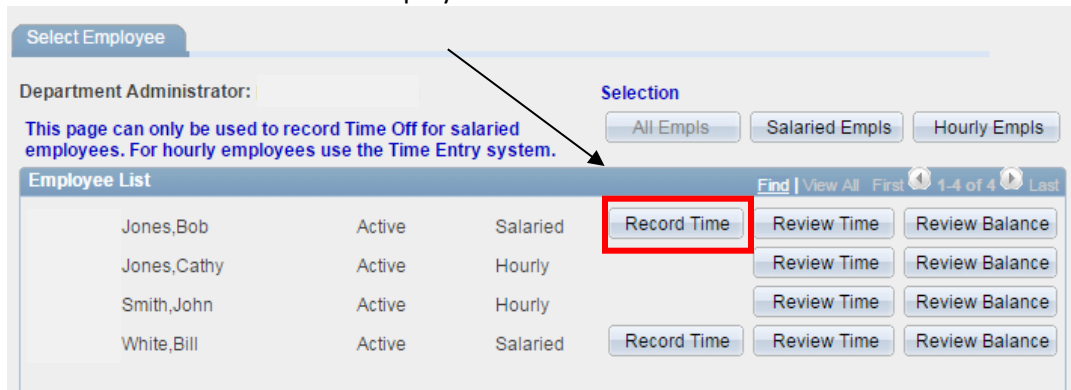 Select Employee
Department Administrator:
Selection
This page can only be used to record Time Off for salaried
employees. For hourly employees use the Time Entry system.
All Empls Salaried Empls Hourly Empls
Employee List Find | View All First 1-4 of 4 Last
Jones,Bob Active Salaried Record Time Review Time Review Balance
Jones,Cathy Active Hourly Review Time Review Balance
Smith,John Active Hourly Review Time Review Balance
White,Bill Active Salaried Record Time Review Time Review Balance